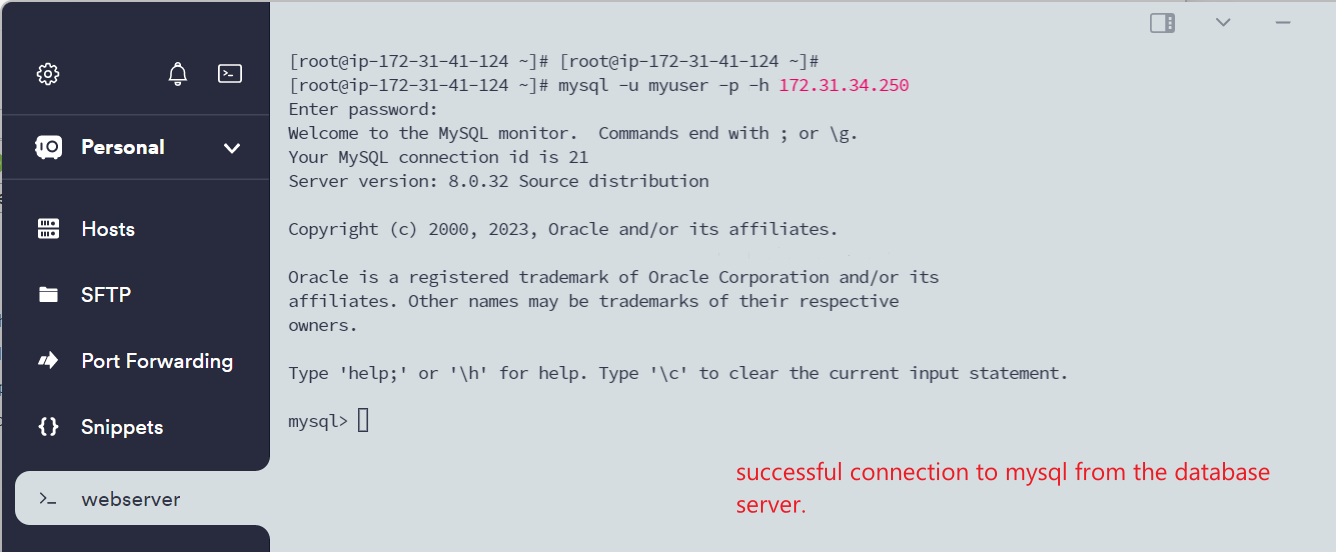 Personal
Hosts
SFTP
Port Forwarding
Snippets
webserver
[root@ip-172-31-41-124 ~]# [root@ip-172-31-41-124 ~]#
[root@ip-172-31-41-124 ~]# mysql -u myuser -p -h 172.31.34.250
Enter password:
Welcome to the MySQL monitor.  Commands end with ; or \g.
Your MySQL connection id is 21
Server version: 8.0.32 Source distribution
Copyright (c) 2000, 2023, Oracle and/or its affiliates.
Oracle is a registered trademark of Oracle Corporation and/or its
affiliates. Other names may be trademarks of their respective
owners.
Type 'help;' or '\h' for help. Type '\c' to clear the current input statement.
mysql>
successful connection to mysql from the database
server.